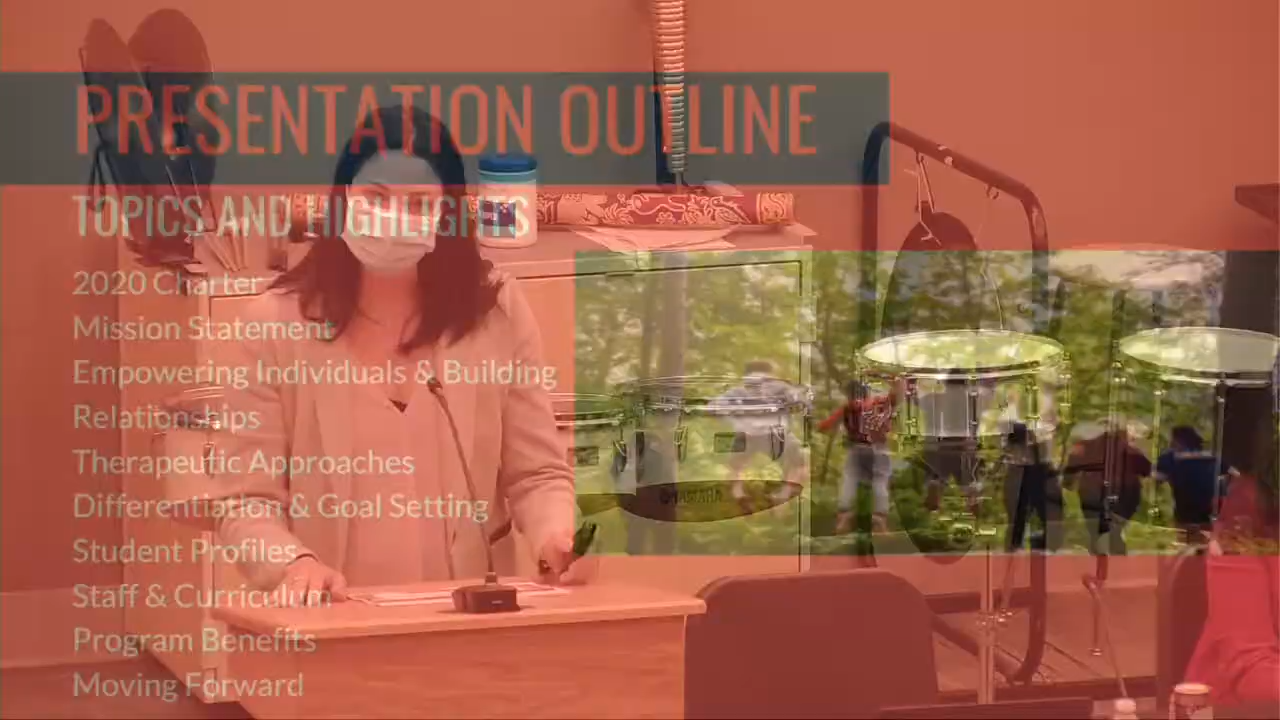 PRESENTATION OUTLINE
TOPICS AND HIGHLIGHTS
2020 Charter
Mission Statement
Empowering Individuals & Building
Relationships
Therapeutic Approaches
Differentiation & Goal Setting
Student Profiles
Staff & Curriculum
Program Benefits
Moving Forward
YAMAHA